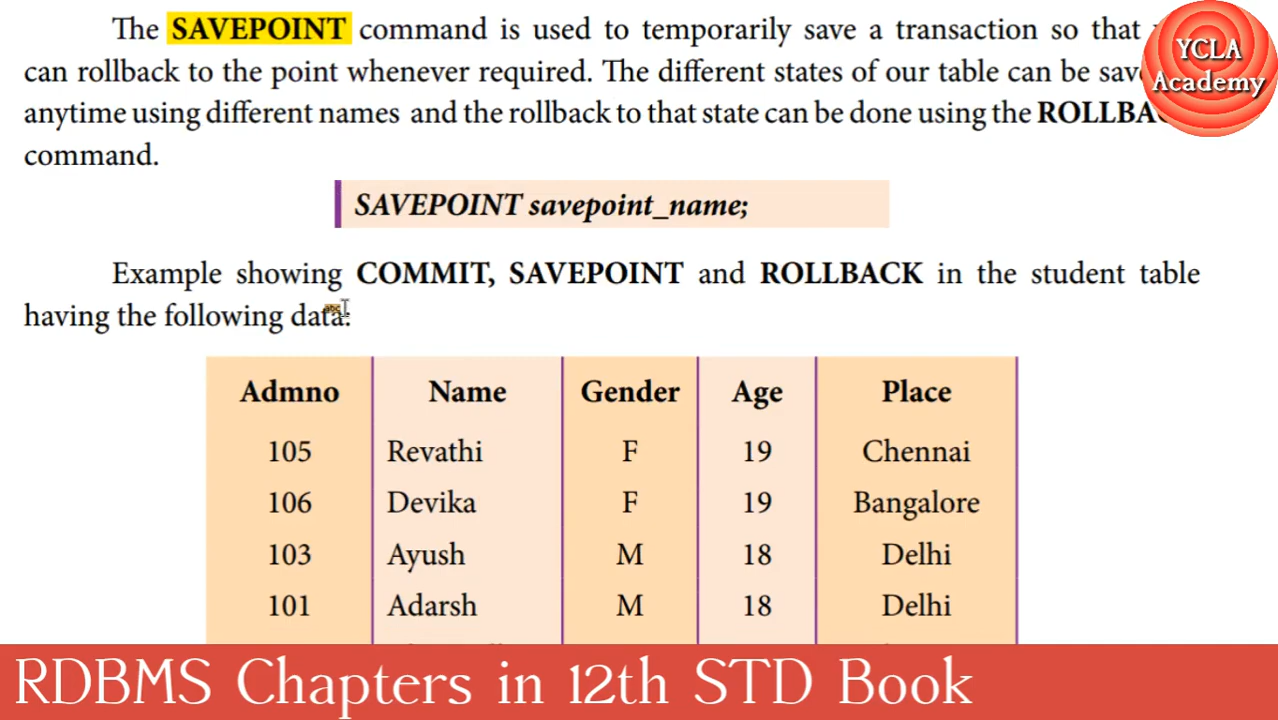 The SAVEPOINT command is used to temporarily save a transaction so that
can rollback to the point whenever required. The different states of our table can be
anytime using different names and the rollback to that state can be done using the
command.
SAVEPOINT savepoint_name;
Example showing COMMIT, SAVEPOINT and ROLLBACK in the student table
having the following data:
Admno Name Gender Age Place
105 Revathi F 19 Chennai
106 Devika F 19 Bangalore
103 Ayush M 18 Delhi
101 Adarsh M 18 Delhi
YCLA
Academy
RDBMS Chapters in 12th STD Book